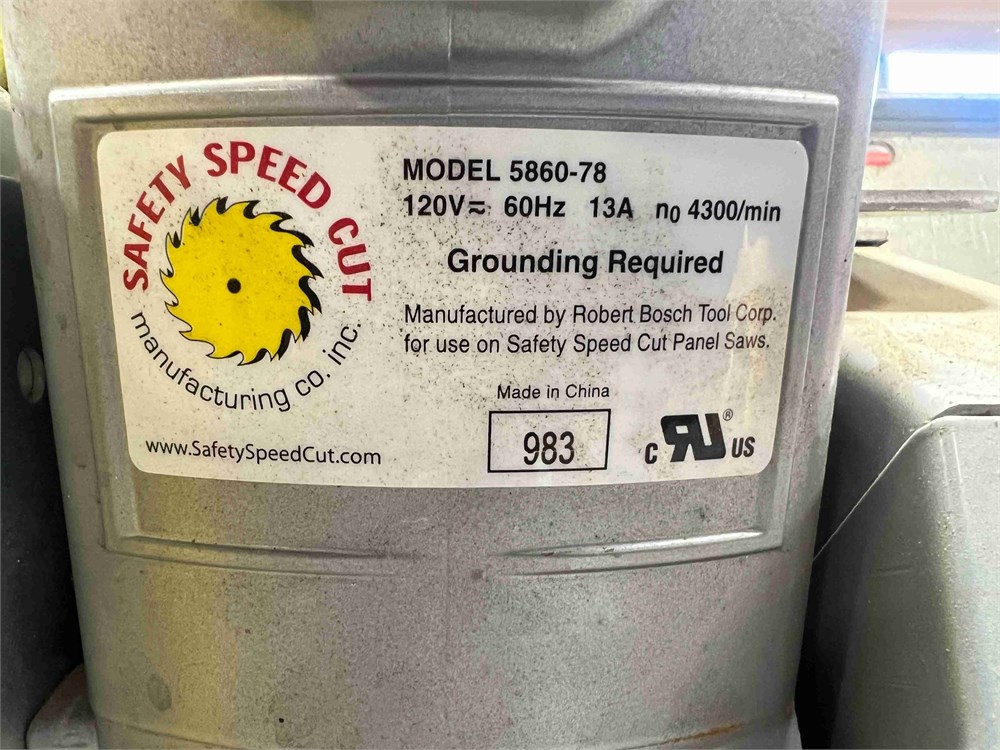 SAFETY SPEED CUT
manufacturing co. inc.
www.SafetySpeedCut.com
MODEL 5860-78
120V≂ 60Hz 13A n₀ 4300/min
Grounding Required
Manufactured by Robert Bosch Tool Corp.
for use on Safety Speed Cut Panel Saws.
Made in China
983
c RU® US